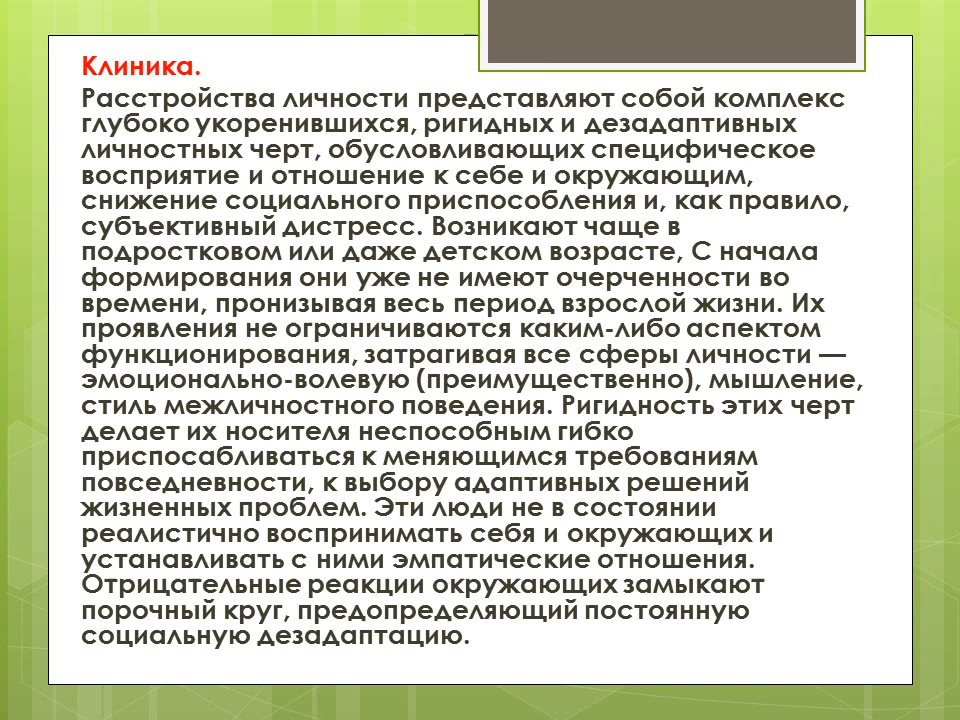 Клиника.
Расстройства личности представляют собой комплекс
глубоко укоренившихся, ригидных и дезадаптивных
личностных черт, обусловливающих специфическое
восприятие и отношение к себе и окружающим,
снижение социального приспособления и, как правило,
субъективный дистресс. Возникают чаще в
подростковом или даже детском возрасте, С начала
формирования они уже не имеют очерченности во
времени, пронизывая весь период взрослой жизни. Их
проявления не ограничиваются каким-либо аспектом
функционирования, затрагивая все сферы личности —
эмоционально-волевую (преимущественно), мышление,
стиль межличностного поведения. Ригидность этих черт
делает их носителя неспособным гибко
приспосабливаться к меняющимся требованиям
повседневности, к выбору адаптивных решений
жизненных проблем. Эти люди не в состоянии
реалистично воспринимать себя и окружающих и
устанавливать с ними эмпатические отношения.
Отрицательные реакции окружающих замыкают
порочный круг, предопределяющий постоянную
социальную дезадаптацию.